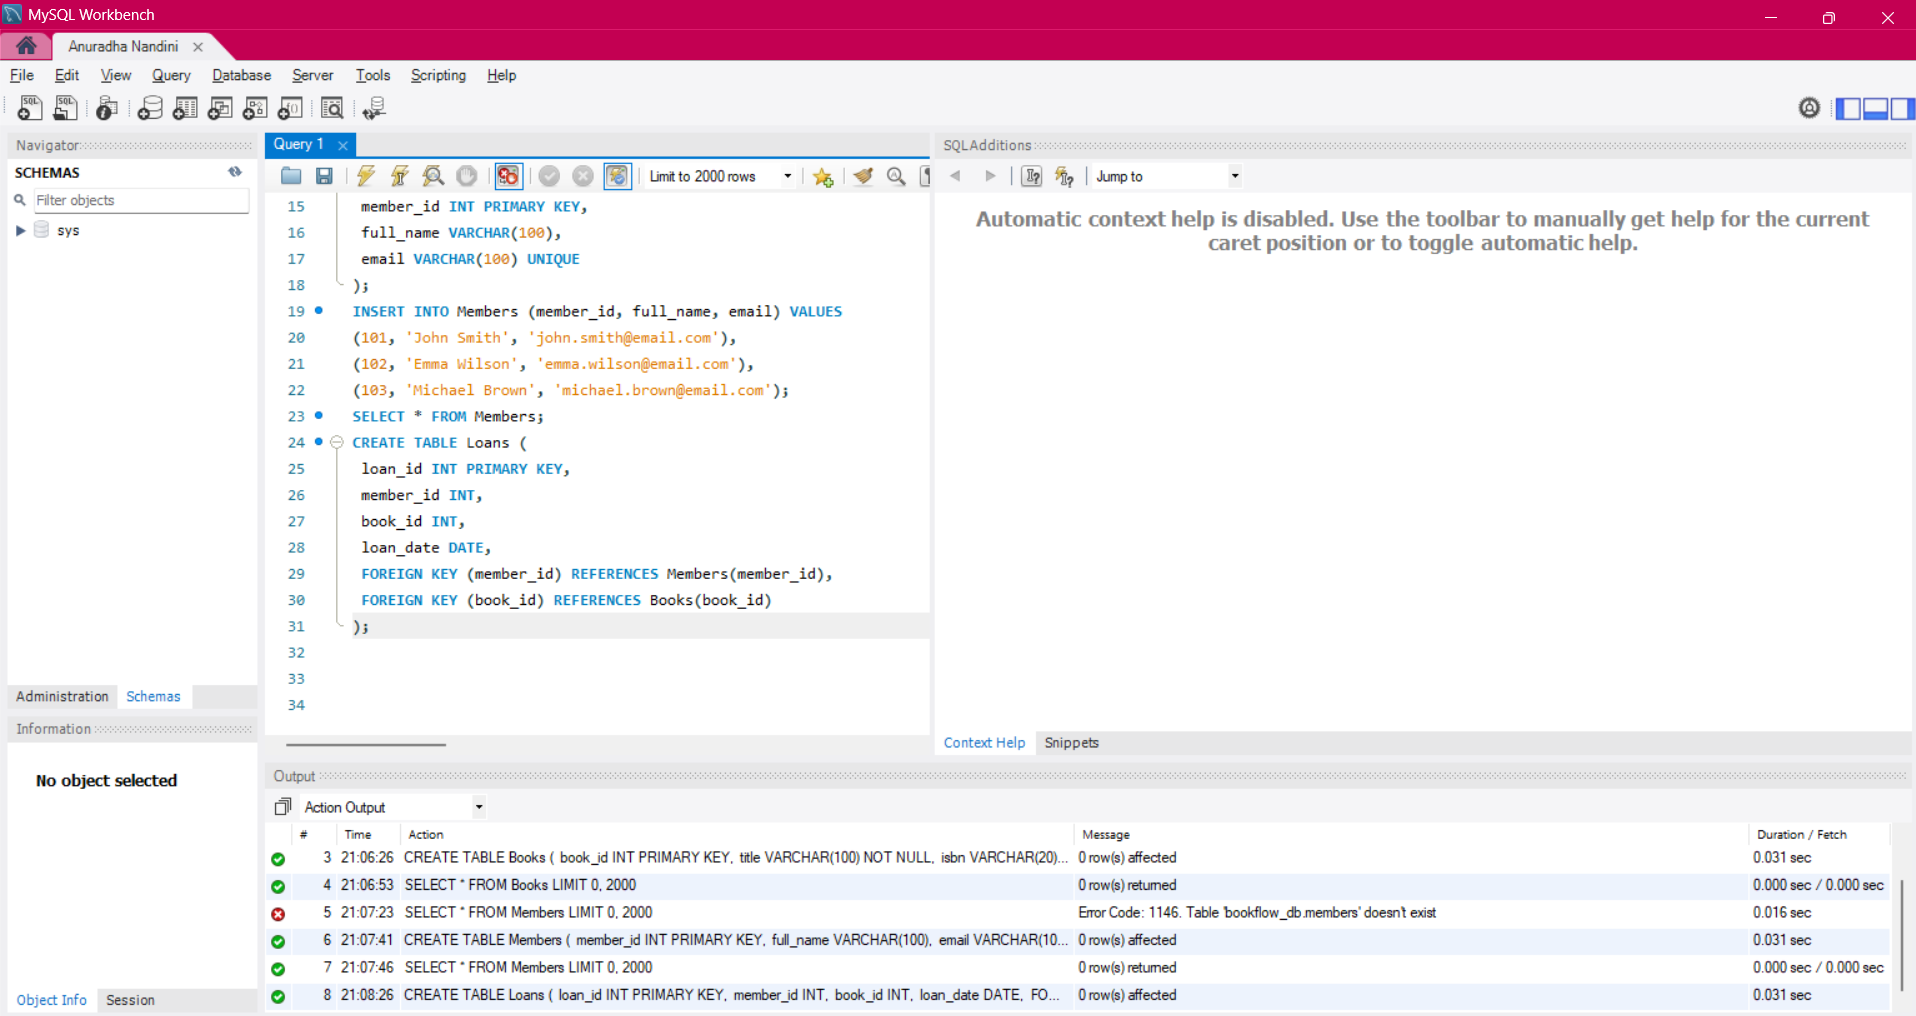 MySQL Workbench
Anuradha Nandini
File Edit View Query Database Server Tools Scripting Help
Navigator
SCHEMAS
Filter objects
sys
Administration Schemas
Information
No object selected
Object Info Session
Query 1
Limit to 2000 rows
15 member_id INT PRIMARY KEY,
16 full_name VARCHAR(100),
17 email VARCHAR(100) UNIQUE
18 );
19 INSERT INTO Members (member_id, full_name, email) VALUES
20 (101, 'John Smith', 'john.smith@email.com'),
21 (102, 'Emma Wilson', 'emma.wilson@email.com'),
22 (103, 'Michael Brown', 'michael.brown@email.com');
23 SELECT * FROM Members;
24 CREATE TABLE Loans (
25 loan_id INT PRIMARY KEY,
26 member_id INT,
27 book_id INT,
28 loan_date DATE,
29 FOREIGN KEY (member_id) REFERENCES Members(member_id),
30 FOREIGN KEY (book_id) REFERENCES Books(book_id)
31 );
32
33
34
SQLAdditions
Jump to
Automatic context help is disabled. Use the toolbar to manually get help for the current
caret position or to toggle automatic help.
Context Help Snippets
Output
Action Output
# Time Action Message Duration / Fetch
3 21:06:26 CREATE TABLE Books ( book_id INT PRIMARY KEY, title VARCHAR(100) NOT NULL, isbn VARCHAR(20)... 0 row(s) affected 0.031 sec
4 21:06:53 SELECT * FROM Books LIMIT 0, 2000 0 row(s) returned 0.000 sec / 0.000 sec
5 21:07:23 SELECT * FROM Members LIMIT 0, 2000 Error Code: 1146. Table 'bookflow_db.members' doesn't exist 0.016 sec
6 21:07:41 CREATE TABLE Members ( member_id INT PRIMARY KEY, full_name VARCHAR(100), email VARCHAR(10... 0 row(s) affected 0.031 sec
7 21:07:46 SELECT * FROM Members LIMIT 0, 2000 0 row(s) returned 0.000 sec / 0.000 sec
8 21:08:26 CREATE TABLE Loans ( loan_id INT PRIMARY KEY, member_id INT, book_id INT, loan_date DATE, FO... 0 row(s) affected 0.031 sec